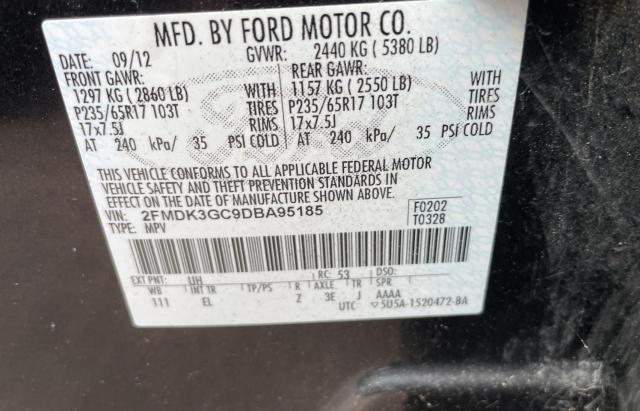 MFD. BY FORD MOTOR CO.
DATE: 09/12 GVWR: 2440 KG ( 5380 LB)
FRONT GAWR: REAR GAWR:
1297 KG ( 2860 LB) WITH 1157 KG ( 2550 LB) WITH
P235/65R17 103T TIRES P235/65R17 103T TIRES
17x7.5J RIMS 17x7.5J RIMS
AT 240 kPa/ 35 PSI COLD AT 240 kPa/ 35 PSI COLD
THIS VEHICLE CONFORMS TO ALL APPLICABLE FEDERAL MOTOR
VEHICLE SAFETY AND THEFT PREVENTION STANDARDS IN
EFFECT ON THE DATE OF MANUFACTURE SHOWN ABOVE.
VIN: 2FMDK3GC9DBA95185 F0202
TYPE: MPV T0328
EXT PNT: UH RC: 53 DSO:
WB INT TR TP/PS R AXLE TR SPR
111 EL Z 3E J AAAA
UTC 5U5A-1520472-BA